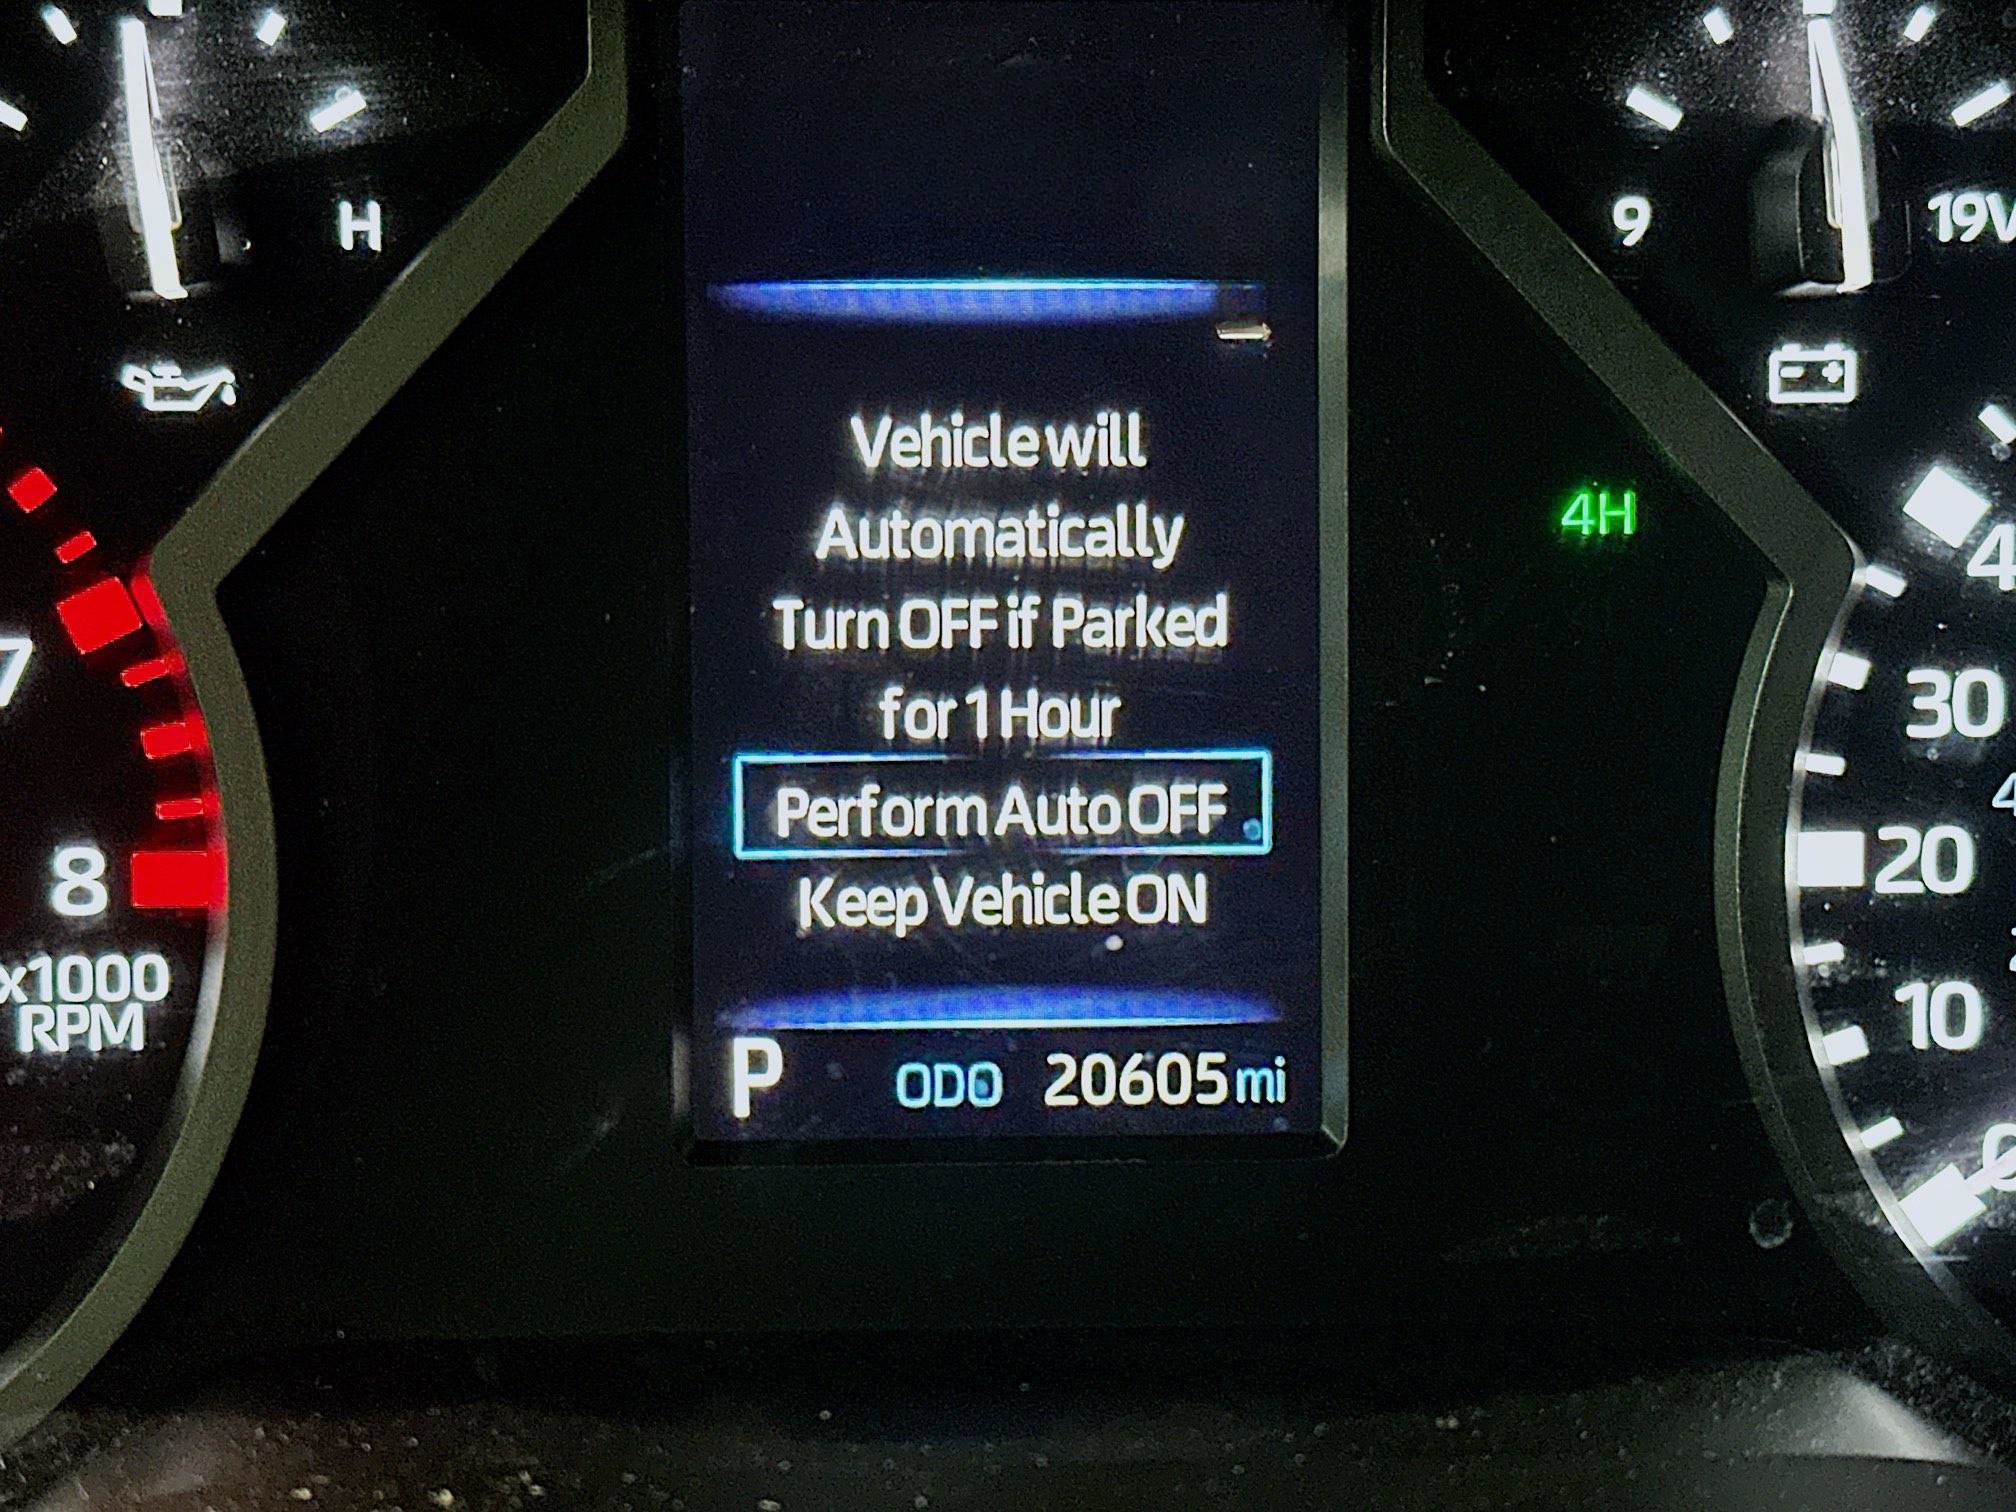 H
9
19V
4H
Vehicle will
Automatically
Turn OFF if Parked
for 1 Hour
Perform Auto OFF
Keep Vehicle ON
P ODO 20605 mi
7
8
x1000
RPM
30
20
10